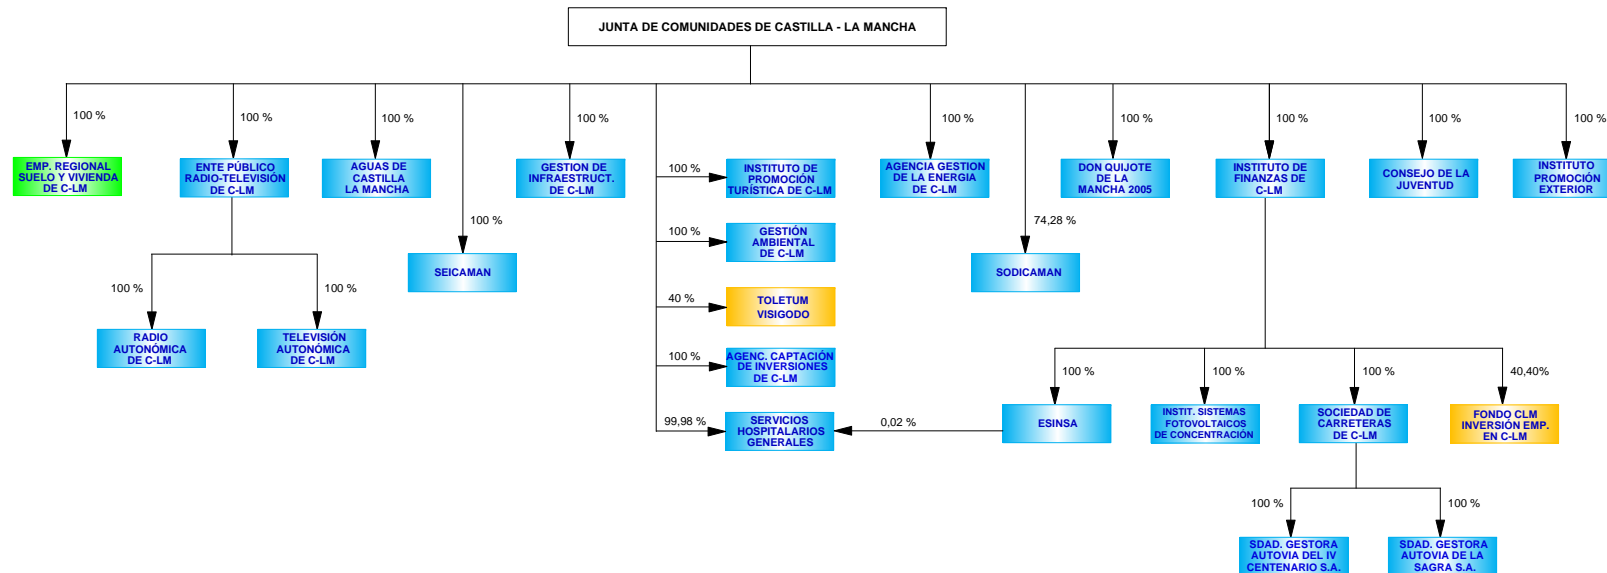 JUNTA DE COMUNIDADES DE CASTILLA - LA MANCHA
100 %
100 %
100 %
100 %
100 %
100 %
100 %
100 %
100 %
EMP. REGIONAL
SUELO Y VIVIENDA
DE C-LM
ENTE PÚBLICO
RADIO-TELEVISIÓN
DE C-LM
AGUAS DE
CASTILLA
LA MANCHA
GESTION DE
INFRAESTRUCT.
DE C-LM
100 %
INSTITUTO DE
PROMOCIÓN
TURÍSTICA DE C-LM
AGENCIA GESTION
DE LA ENERGIA
DE C-LM
DON QUIJOTE
DE LA
MANCHA 2005
INSTITUTO DE
FINANZAS DE
C-LM
CONSEJO DE LA
JUVENTUD
INSTITUTO
PROMOCIÓN
EXTERIOR
100 %
SEICAMAN
100 %
GESTIÓN
AMBIENTAL
DE C-LM
74,28 %
SODICAMAN
100 %
100 %
RADIO
AUTONÓMICA
DE C-LM
TELEVISIÓN
AUTONÓMICA
DE C-LM
40 %
TOLETUM
VISIGODO
100 %
AGENC. CAPTACIÓN
DE INVERSIONES
DE C-LM
99,98 %
SERVICIOS
HOSPITALARIOS
GENERALES
0,02 %
100 %
100 %
100 %
40,40%
ESINSA
INSTIT. SISTEMAS
FOTOVOLTAICOS
DE CONCENTRACIÓN
SOCIEDAD DE
CARRETERAS
DE C-LM
FONDO CLM
INVERSIÓN EMP.
EN C-LM
100 %
100 %
SDAD. GESTORA
AUTOVIA DEL IV
CENTENARIO S.A.
SDAD. GESTORA
AUTOVIA DE LA
SAGRA S.A.